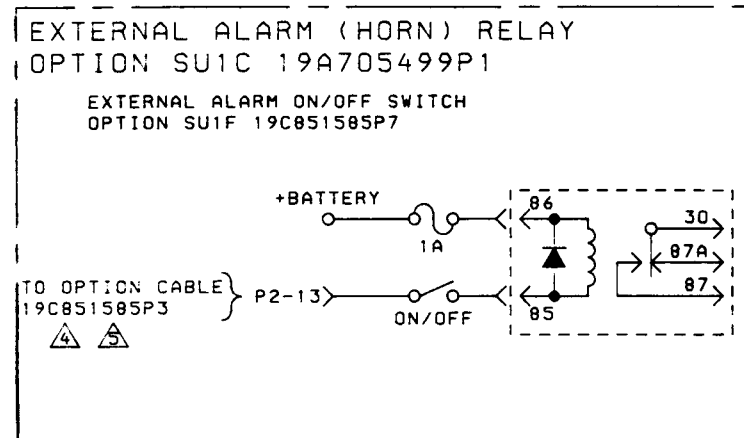 EXTERNAL ALARM (HORN) RELAY
OPTION SU1C 19A705499P1
EXTERNAL ALARM ON/OFF SWITCH
OPTION SU1F 19C851585P7
+BATTERY
1A
86
30
87A
87
85
TO OPTION CABLE
19C851585P3
P2-13
ON/OFF
4 5